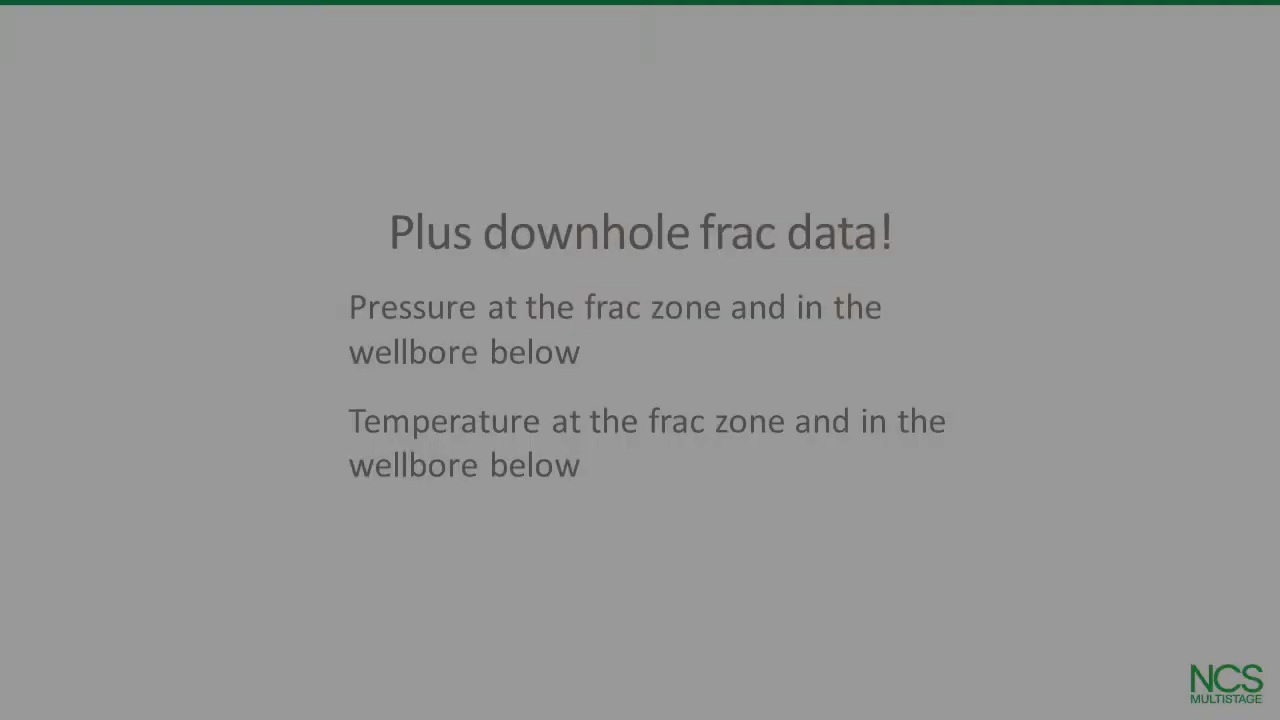 Plus downhole frac data!
Pressure at the frac zone and in the
wellbore below
Temperature at the frac zone and in the
wellbore below
NCS
MULTISTAGE